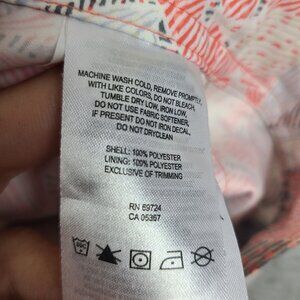 MACHINE WASH COLD, REMOVE PROMPTLY,
WITH LIKE COLORS, DO NOT BLEACH,
TUMBLE DRY LOW, IRON LOW,
DO NOT USE FABRIC SOFTENER,
IF PRESENT DO NOT IRON DECAL,
DO NOT DRYCLEAN
SHELL: 100% POLYESTER
LINING: 100% POLYESTER
EXCLUSIVE OF TRIMMING
RN 69724
CA 05367